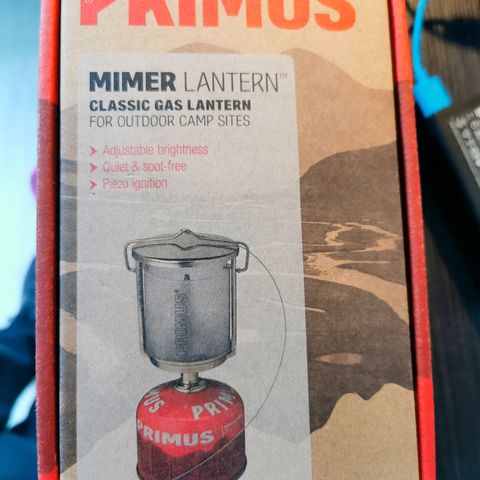 PRIMUS
MIMER LANTERN™
CLASSIC GAS LANTERN
FOR OUTDOOR CAMP SITES
➤ Adjustable brightness
➤ Quiet & soot-free
➤ Piezo ignition
PRIMUS
PRIMUS
PRIMUS